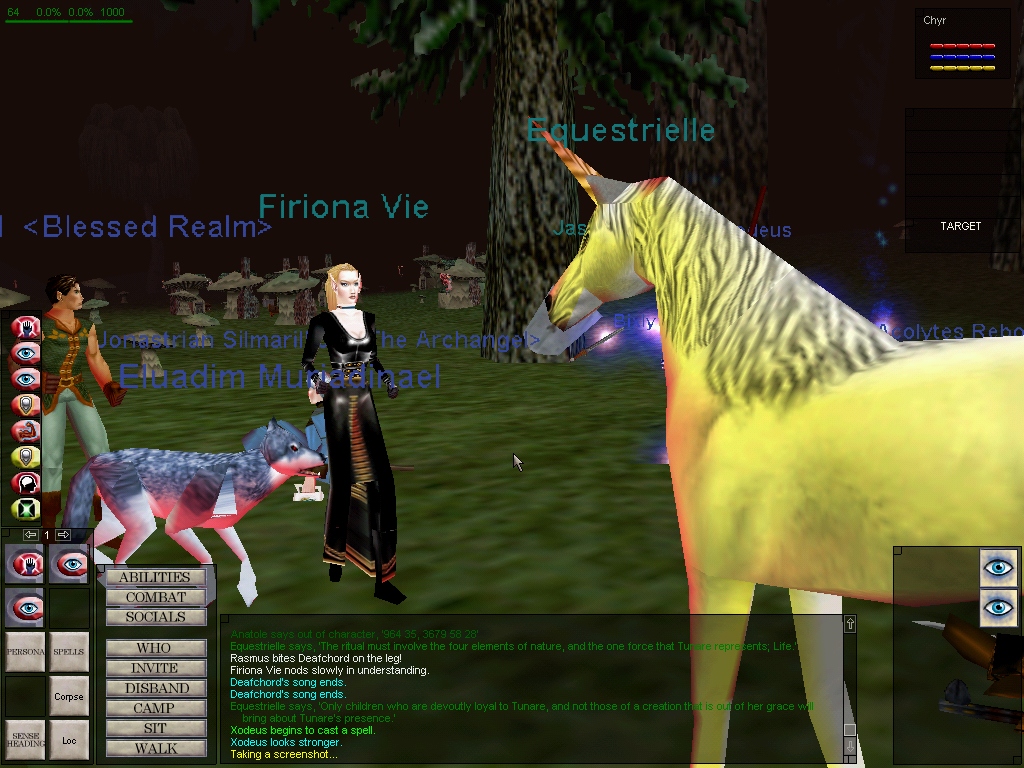 64 0.0% 0.0% 1000
Chyr
Equestrielle
Firiona Vie
<Blessed Realm>
TARGET
The Archangel>
Eluadim
1
ABILITIES
COMBAT
SOCIALS
WHO
INVITE
DISBAND
CAMP
SIT
WALK
PERSONA SPELLS
Corpse
SENSE HEADING
Loc
Anatole says out of character, '964.35, 3679.58.28'
Equestrielle says, 'The ritual must involve the four elements of nature, and the one force that Tunare represents; Life.'
Rasmus bites Deafchord on the leg!
Firiona Vie nods slowly in understanding.
Deafchord's song ends.
Deafchord's song ends.
Equestrielle says, 'Only children who are devoutly loyal to Tunare, and not those of a creation that is out of her grace will
bring about Tunare's presence.'
Xodeus begins to cast a spell.
Xodeus looks stronger.
Taking a screenshot...